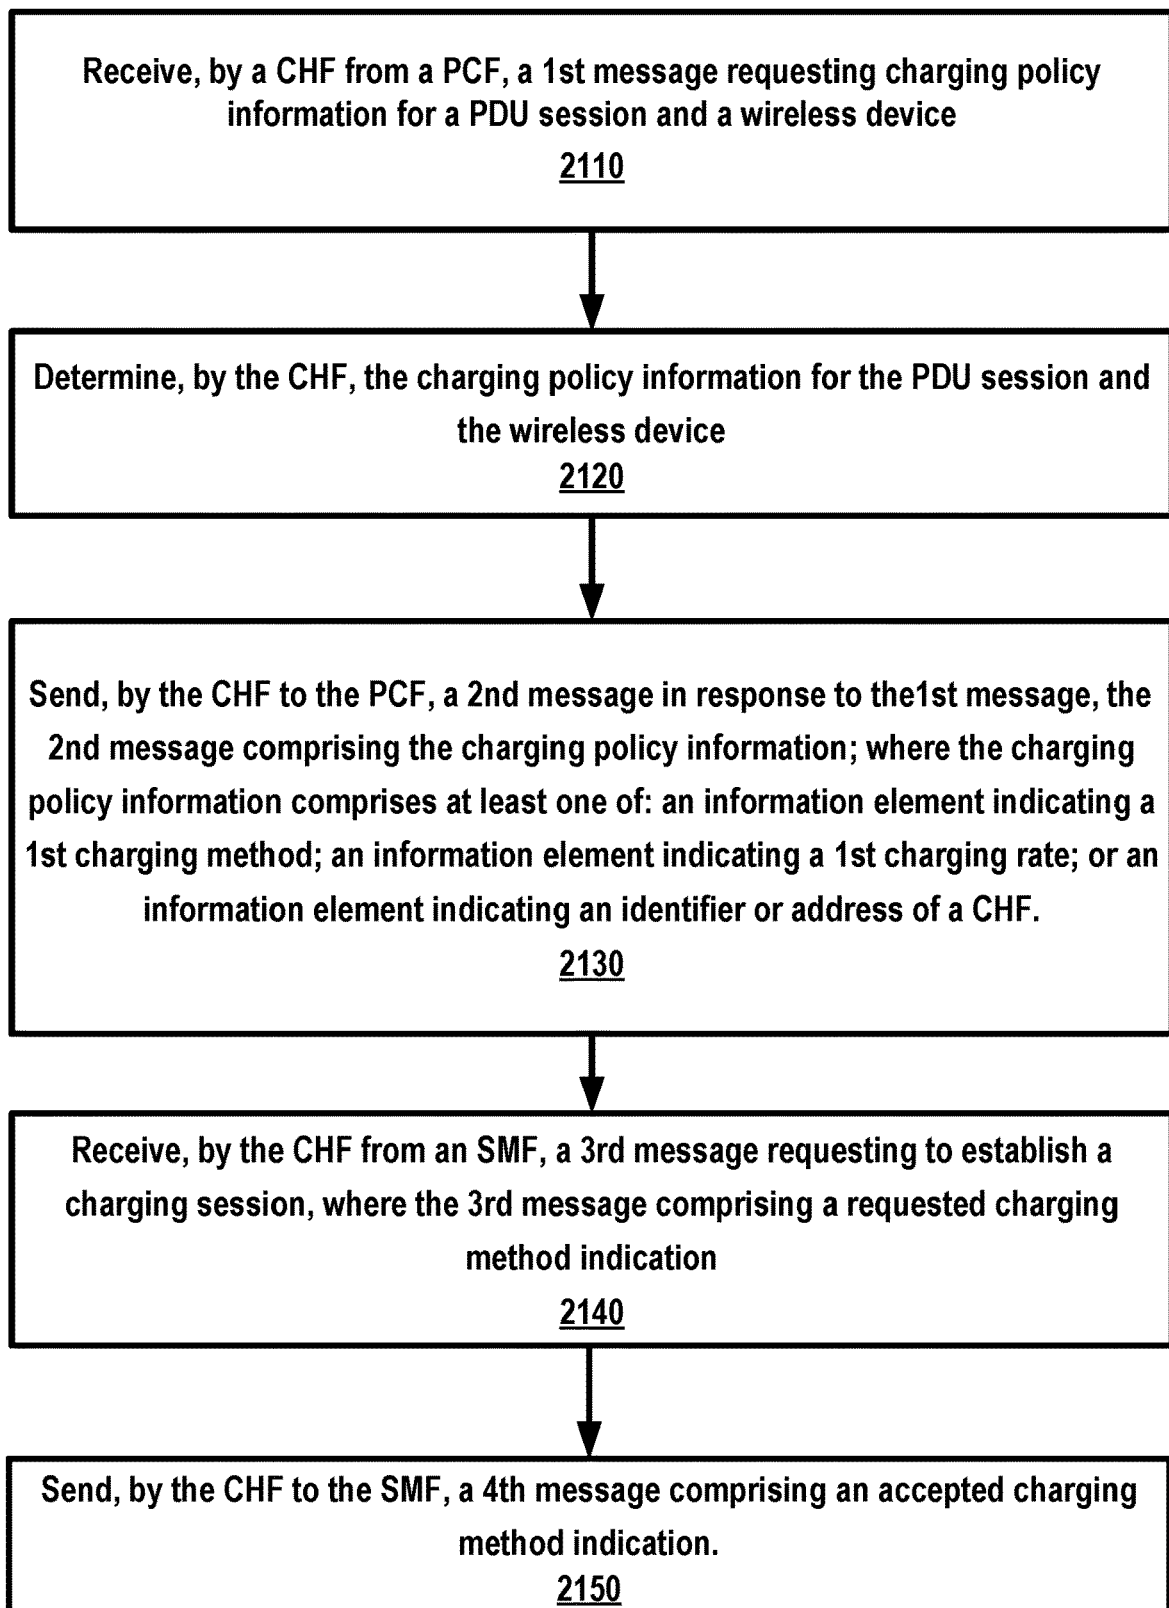 Receive, by a CHF from a PCF, a 1st message requesting charging policy
information for a PDU session and a wireless device
2110
Determine, by the CHF, the charging policy information for the PDU session and
the wireless device
2120
Send, by the CHF to the PCF, a 2nd message in response to the1st message, the
2nd message comprising the charging policy information; where the charging
policy information comprises at least one of: an information element indicating a
1st charging method; an information element indicating a 1st charging rate; or an
information element indicating an identifier or address of a CHF.
2130
Receive, by the CHF from an SMF, a 3rd message requesting to establish a
charging session, where the 3rd message comprising a requested charging
method indication
2140
Send, by the CHF to the SMF, a 4th message comprising an accepted charging
method indication.
2150